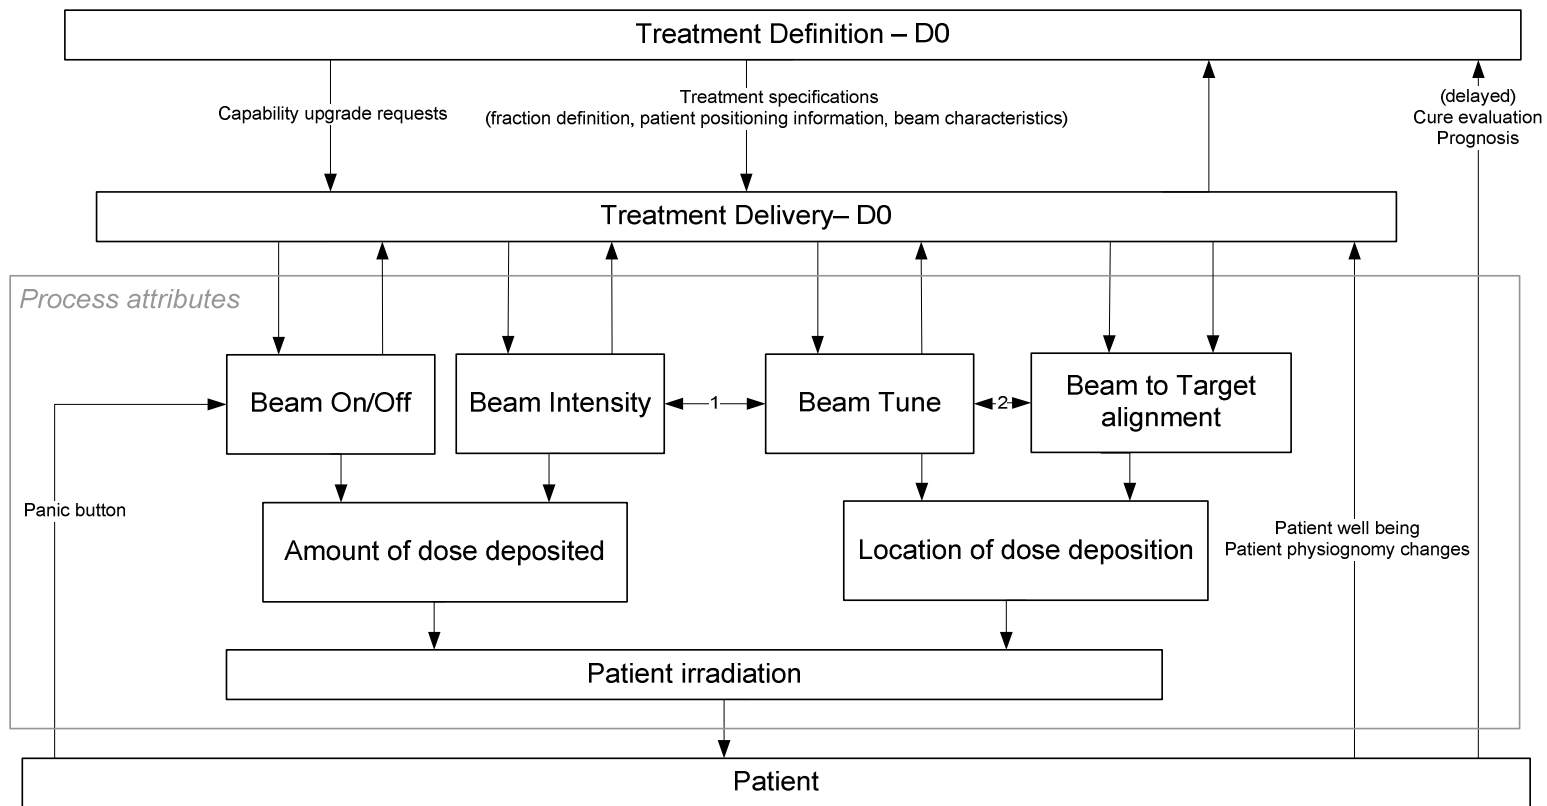 Treatment Definition – D0
Capability upgrade requests
Treatment specifications
(fraction definition, patient positioning information, beam characteristics)
(delayed)
Cure evaluation
Prognosis
Treatment Delivery– D0
Process attributes
Beam On/Off
Beam Intensity
1
Beam Tune
2
Beam to Target
alignment
Panic button
Amount of dose deposited
Location of dose deposition
Patient well being
Patient physiognomy changes
Patient irradiation
Patient